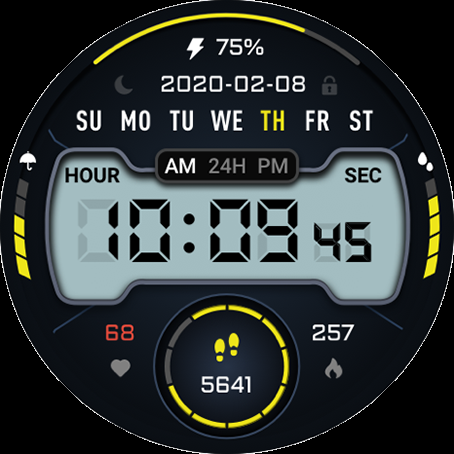 75%
2020-02-08
SU MO TU WE TH FR ST
AM 24H PM
HOUR SEC
10:09 45
68 257
5641